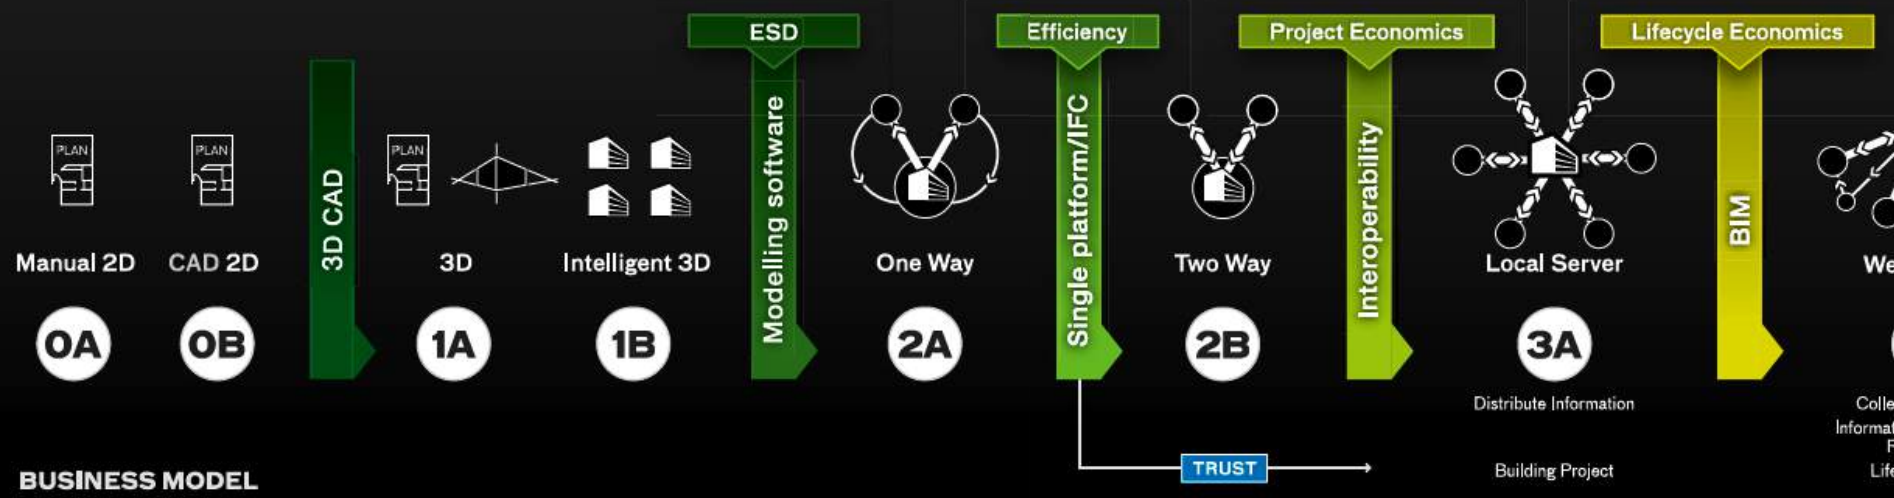 ESD
Efficiency
Project Economics
Lifecycle Economics
PLAN
PLAN
3D CAD
PLAN
Modelling software
Single platform/IFC
Interoperability
BIM
Manual 2D
CAD 2D
3D
Intelligent 3D
One Way
Two Way
Local Server
0A
0B
1A
1B
2A
2B
3A
Distribute Information
TRUST
Building Project
BUSINESS MODEL